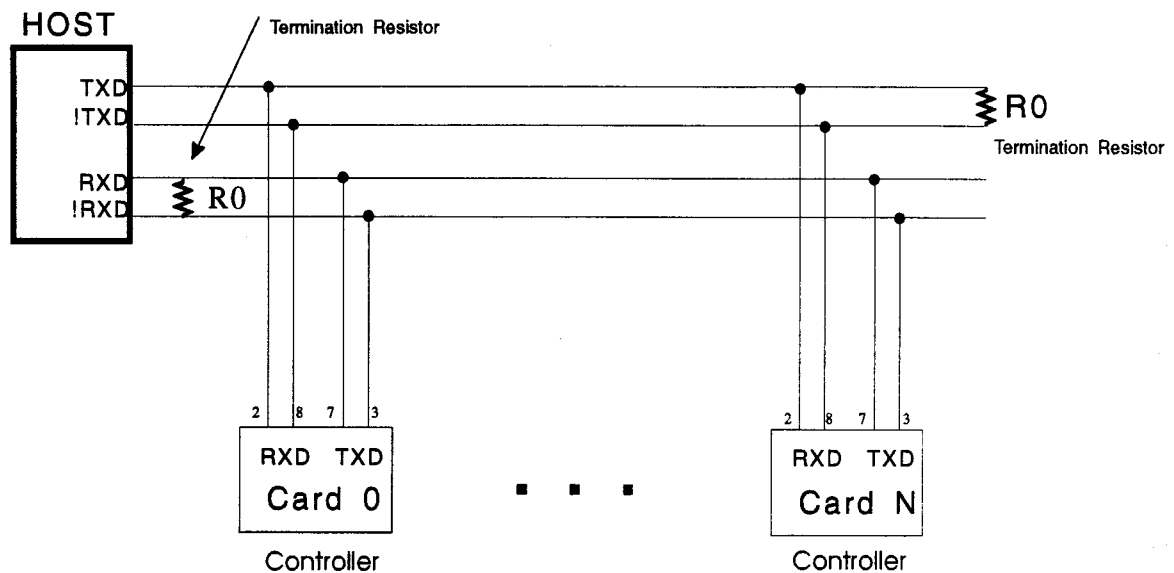 HOST
Termination Resistor
TXD
!TXD
RXD
!RXD
R0
R0
Termination Resistor
2 8 7 3
RXD TXD
Card 0
Controller
2 8 7 3
RXD TXD
Card N
Controller